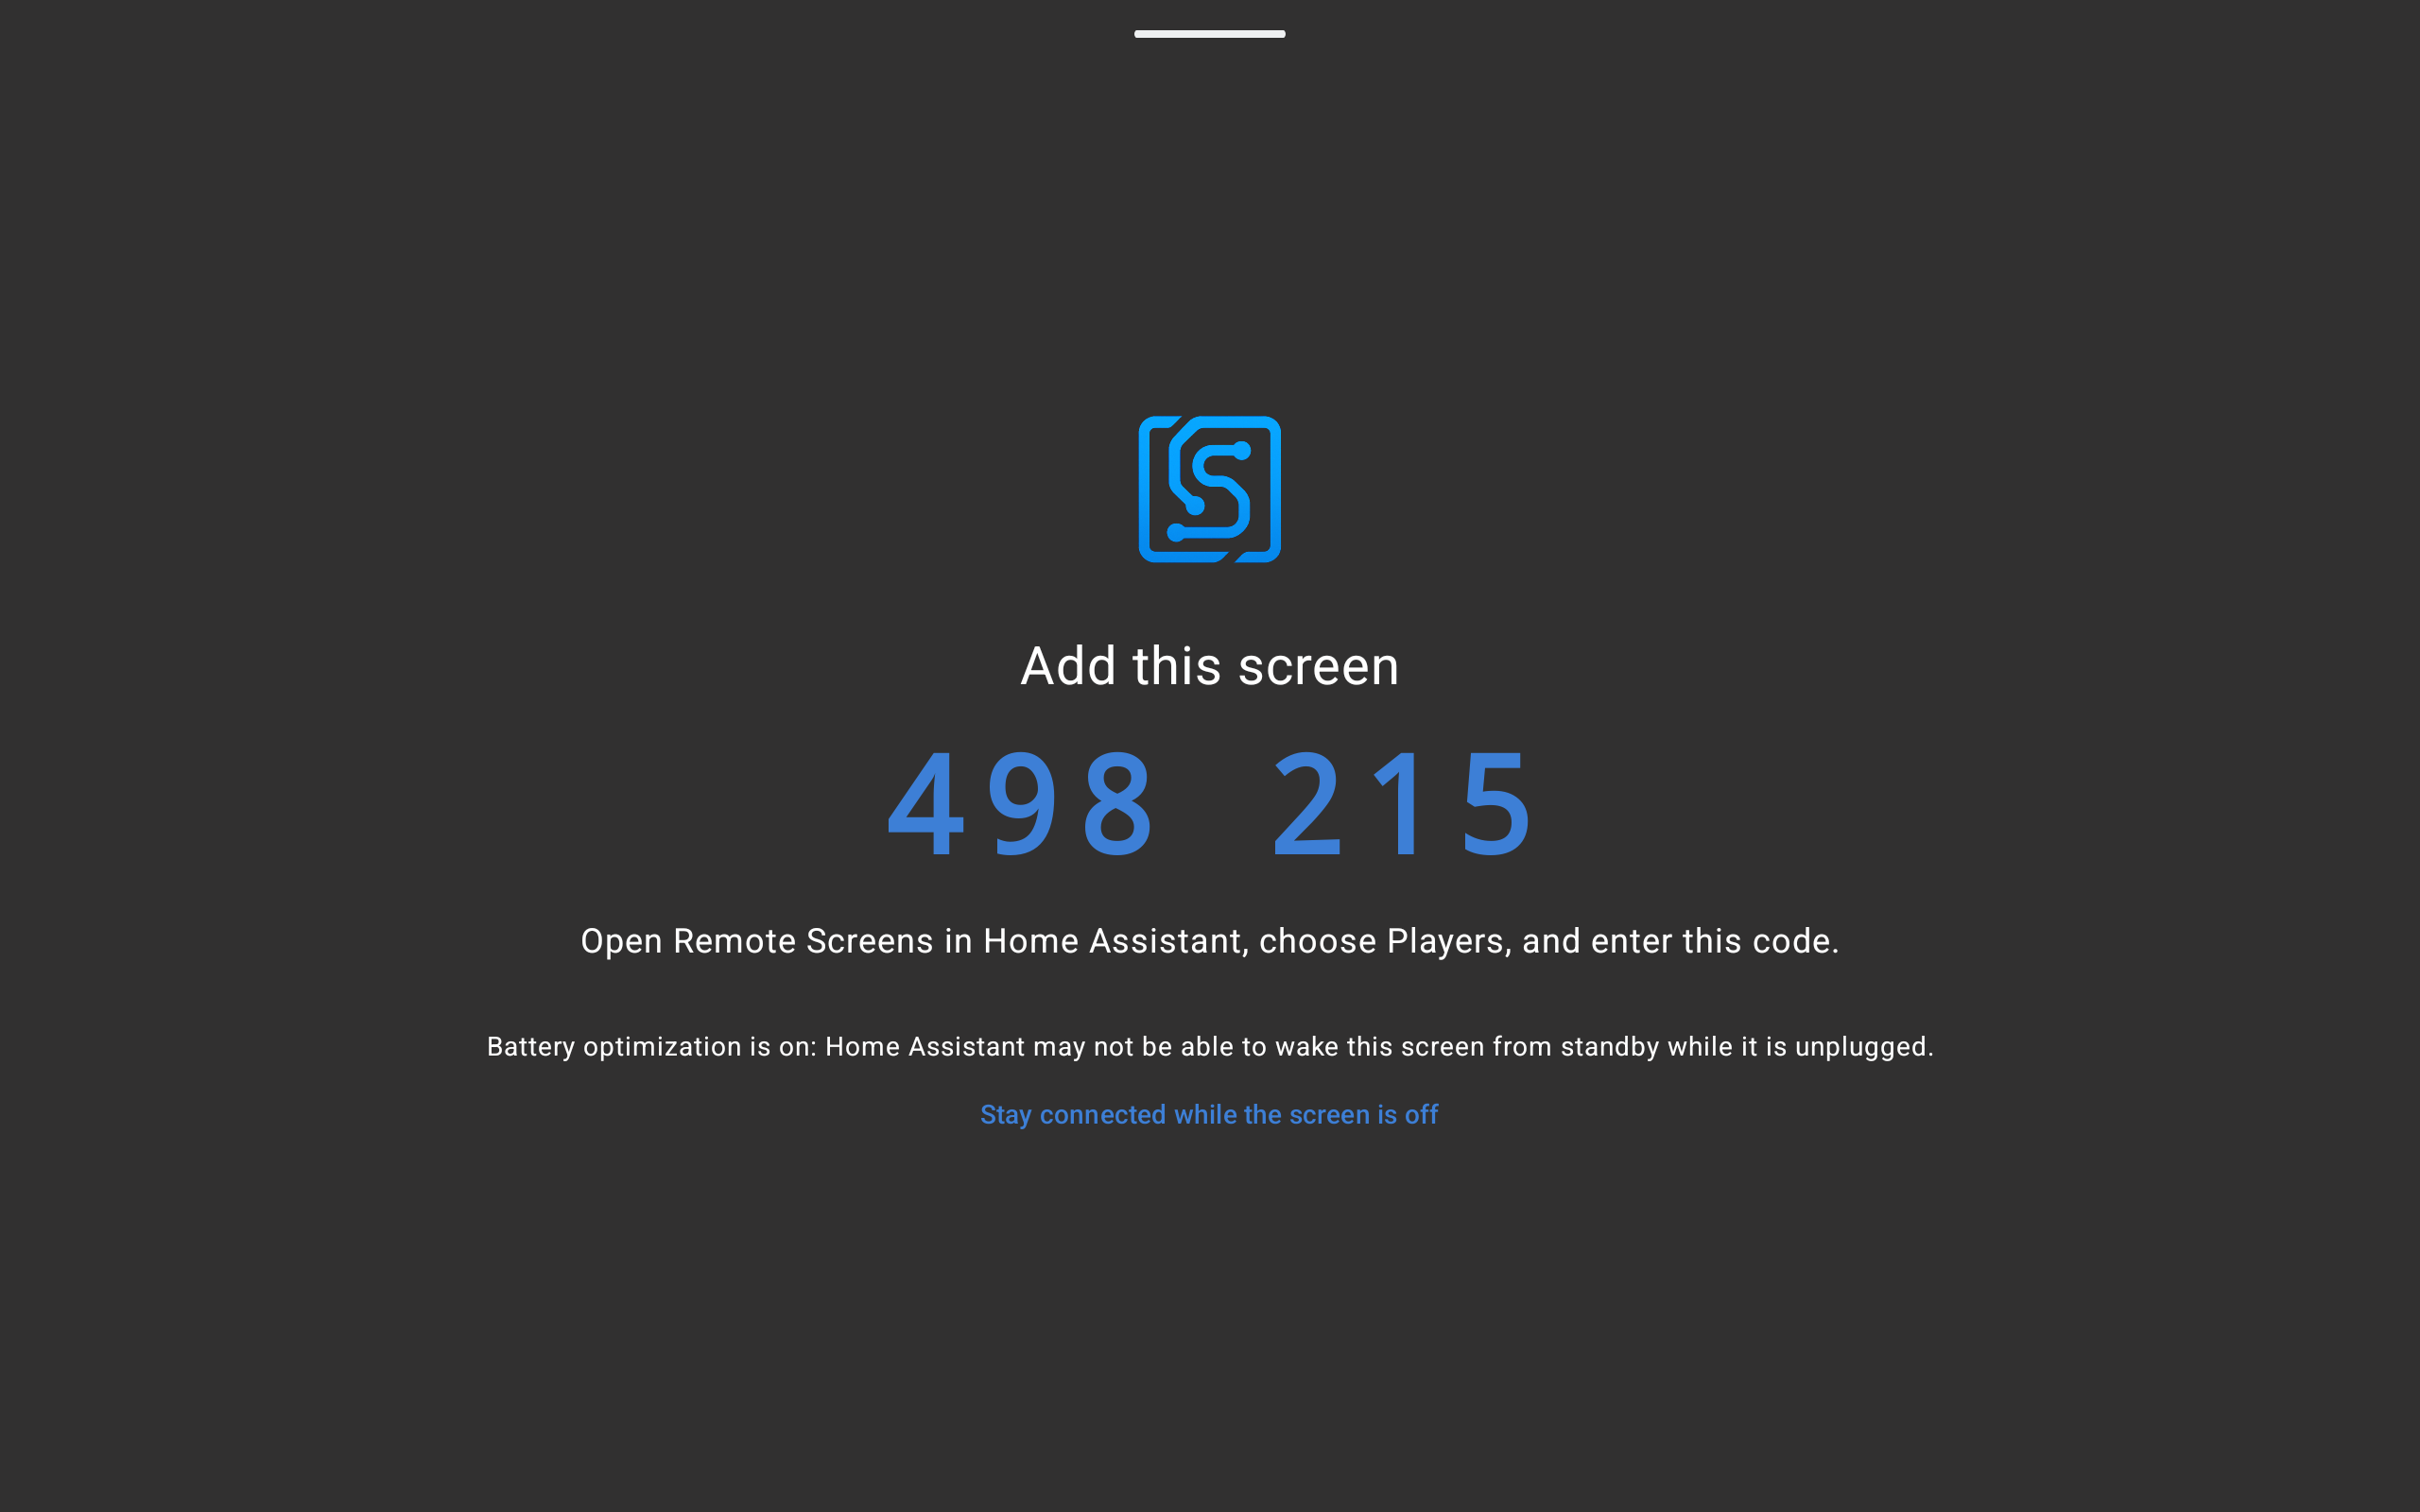 Add this screen
498 215
Open Remote Screens in Home Assistant, choose Players, and enter this code.
Battery optimization is on: Home Assistant may not be able to wake this screen from standby while it is unplugged.
Stay connected while the screen is off